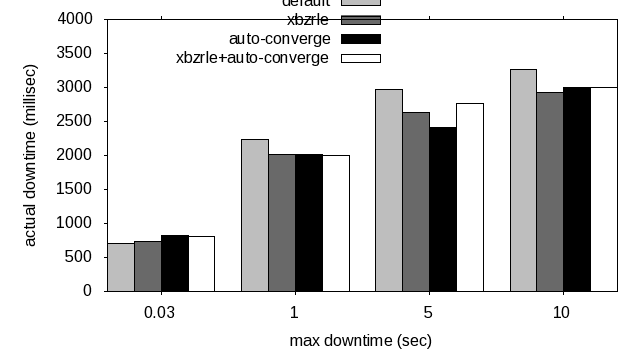 default
xbzrle
auto-converge
xbzrle+auto-converge
4000
3500
3000
2500
2000
1500
1000
500
0
actual downtime (millisec)
0.03 1 5 10
max downtime (sec)